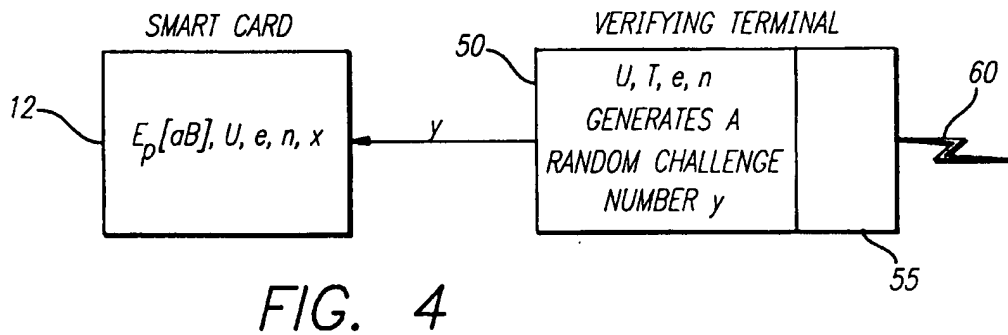 SMART CARD
VERIFYING TERMINAL
12
E_p[aB], U, e, n, x
y
50
U, T, e, n
GENERATES A
RANDOM CHALLENGE
NUMBER y
60
55
FIG. 4